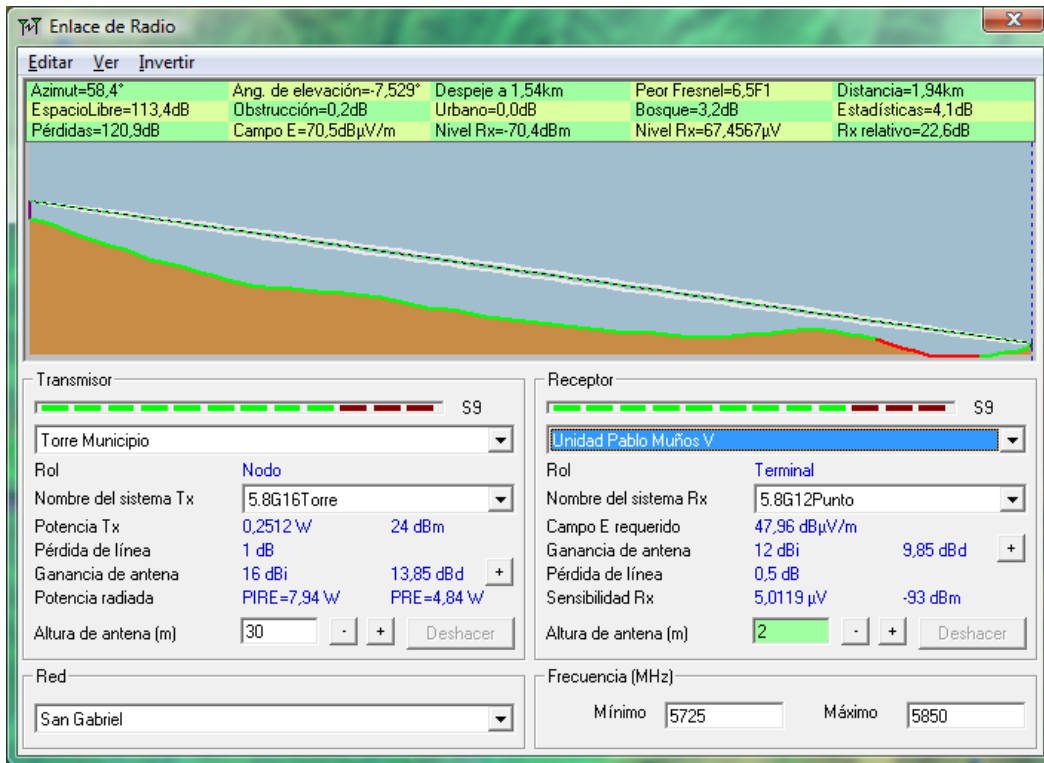 Enlace de Radio
Editar Ver Invertir
Azimut=58,4° Ang. de elevación=-7,529° Despeje a 1,54km Peor Fresnel=6,5F1 Distancia=1,94km
EspacioLibre=113,4dB Obstrucción=0,2dB Urbano=0,0dB Bosque=3,2dB Estadísticas=4,1dB
Pérdidas=120,9dB Campo E=70,5dBµV/m Nivel Rx=-70,4dBm Nivel Rx=67,4567µV Rx relativo=22,6dB
Transmisor
S9
Torre Municipio
Rol Nodo
Nombre del sistema Tx 5.8G16Torre
Potencia Tx 0,2512 W 24 dBm
Pérdida de línea 1 dB
Ganancia de antena 16 dBi 13,85 dBd +
Potencia radiada PIRE=7,94 W PRE=4,84 W
Altura de antena (m) 30 - + Deshacer
Receptor
S9
Unidad Pablo Muños V
Rol Terminal
Nombre del sistema Rx 5.8G12Punto
Campo E requerido 47,96 dBµV/m
Ganancia de antena 12 dBi 9,85 dBd +
Pérdida de línea 0,5 dB
Sensibilidad Rx 5,0119 µV -93 dBm
Altura de antena (m) 2 - + Deshacer
Red
San Gabriel
Frecuencia (MHz)
Mínimo 5725 Máximo 5850